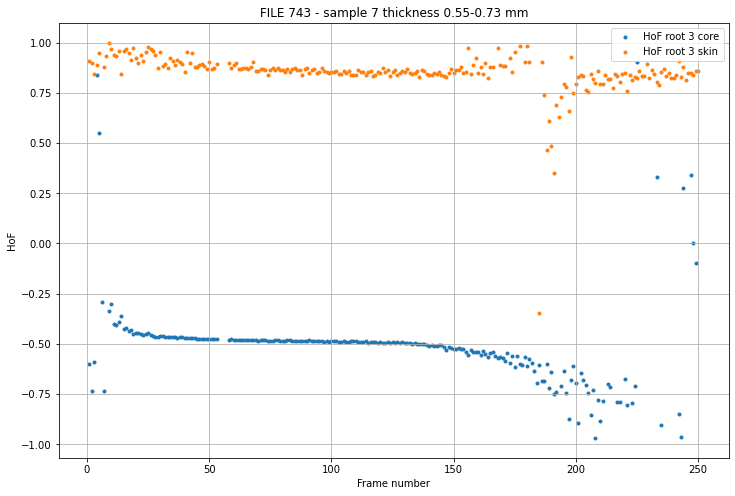 FILE 743 - sample 7 thickness 0.55-0.73 mm
HoF root 3 core
HoF root 3 skin
1.00
0.75
0.50
0.25
0.00
−0.25
−0.50
−0.75
−1.00
HoF
0 50 100 150 200 250
Frame number